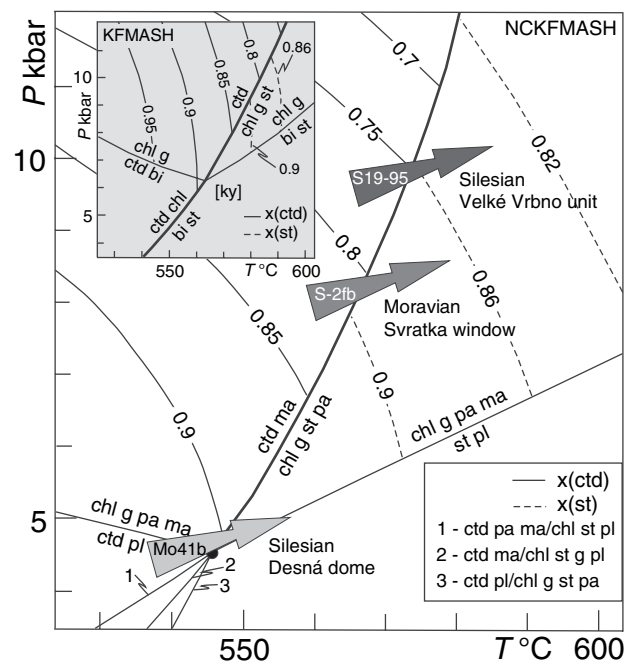 NCKFMASH
P kbar
10
5
550
T °C
600
KFMASH
P kbar
10
5
550
T °C
600
0.95
0.9
0.85
0.8
0.86
0.9
ctd
chl g st
chl g
bi st
chl g
ctd bi
ctd chl
bi st
[ky]
x(ctd)
x(st)
0.7
0.75
0.8
0.85
0.9
0.82
0.86
0.9
S19-95
Silesian
Velké Vrbno unit
S-2fb
Moravian
Svratka window
ctd ma
chl g st pa
chl g pa ma
st pl
chl g pa ma
ctd pl
Mo41b
Silesian
Desná dome
1
2
3
x(ctd)
x(st)
1 - ctd pa ma/chl st pl
2 - ctd ma/chl st g pl
3 - ctd pl/chl g st pa